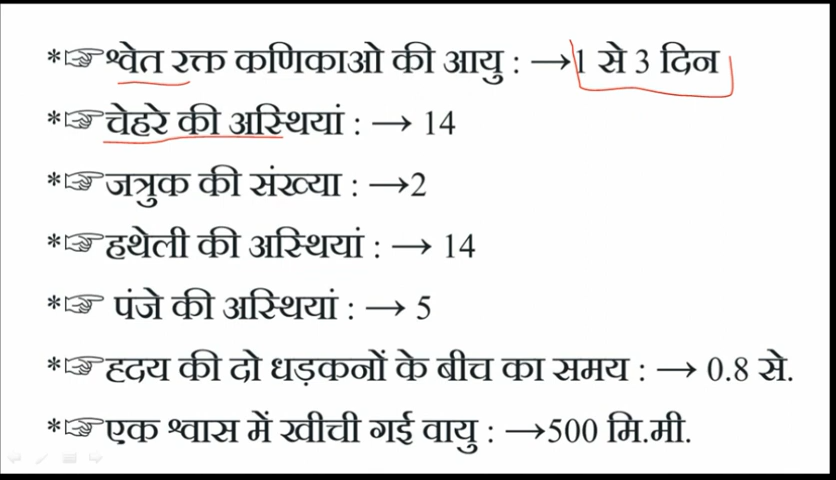 *☞श्वेत रक्त कणिकाओ की आयु : →1 से 3 दिन
*☞चेहरे की अस्थियां : → 14
*☞जत्रुक की संख्या : →2
*☞हथेली की अस्थियां : → 14
*☞ पंजे की अस्थियां : → 5
*☞ह्दय की दो धड़कनों के बीच का समय : → 0.8 से.
*☞एक श्वास में खीची गई वायु : →500 मि.मी.